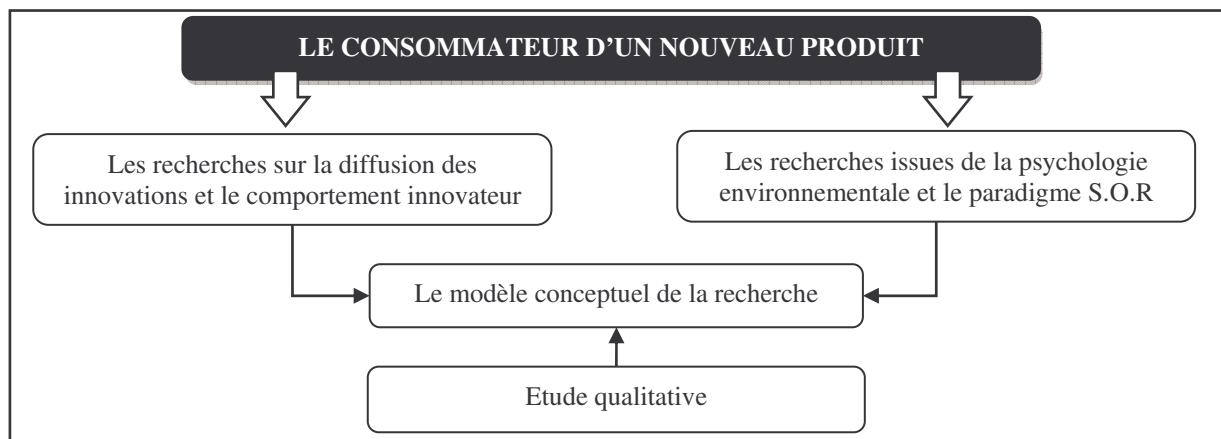 LE CONSOMMATEUR D’UN NOUVEAU PRODUIT
Les recherches sur la diffusion des
innovations et le comportement innovateur
Les recherches issues de la psychologie
environnementale et le paradigme S.O.R
Le modèle conceptuel de la recherche
Etude qualitative